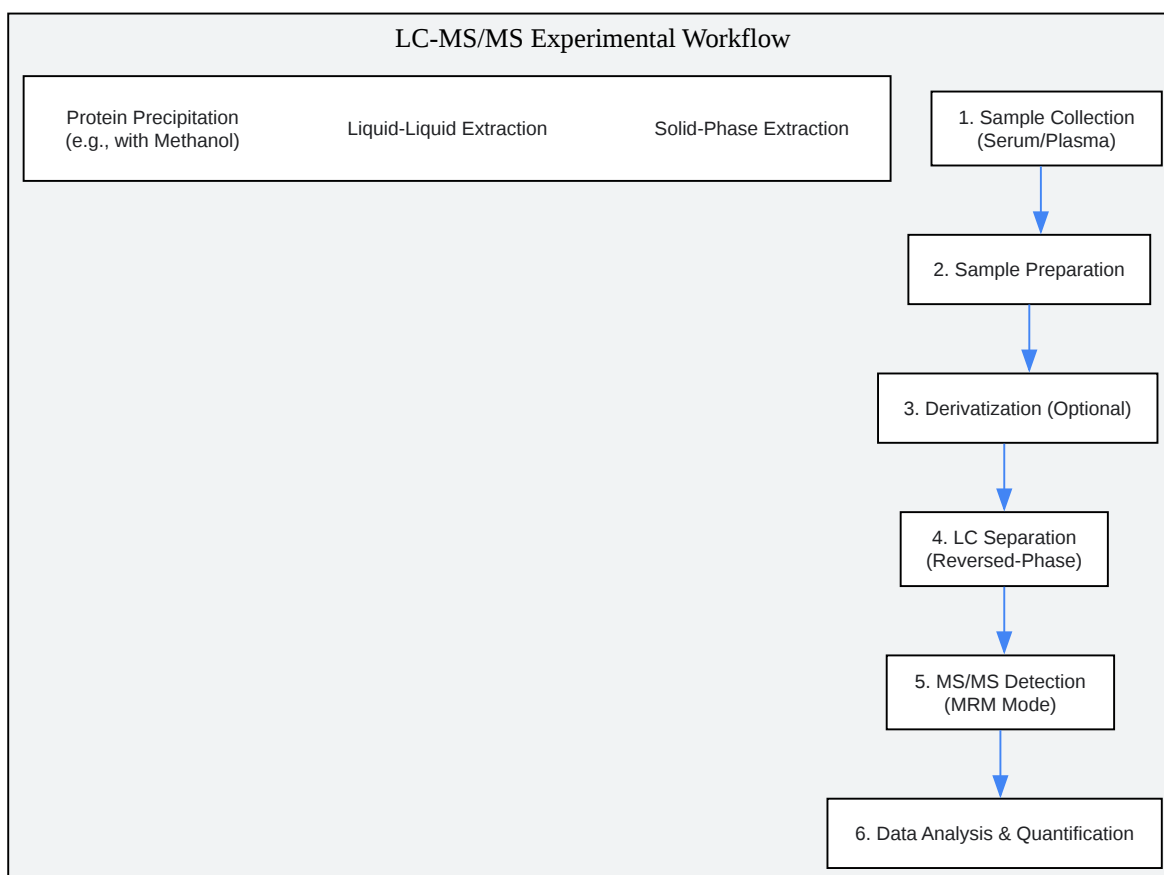 LC-MS/MS Experimental Workflow
Protein Precipitation
(e.g., with Methanol)
Liquid-Liquid Extraction
Solid-Phase Extraction
1. Sample Collection
(Serum/Plasma)
2. Sample Preparation
3. Derivatization (Optional)
4. LC Separation
(Reversed-Phase)
5. MS/MS Detection
(MRM Mode)
6. Data Analysis & Quantification